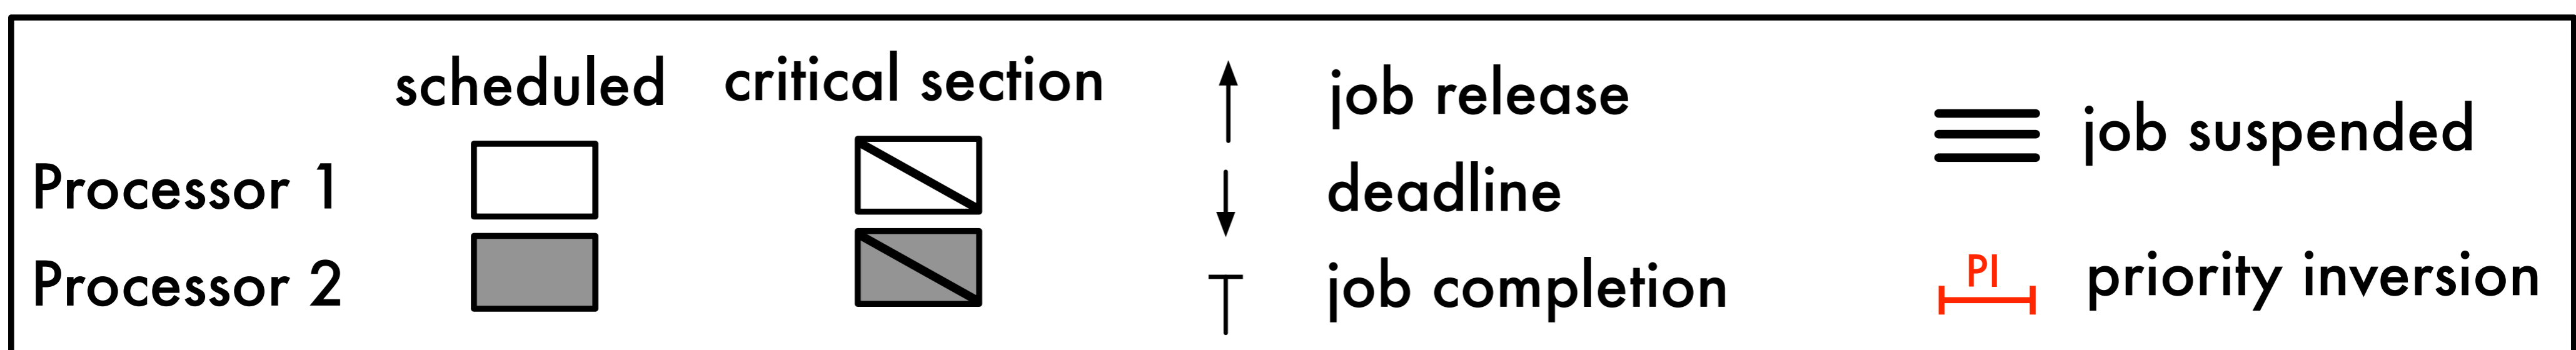 scheduled
critical section
Processor 1
Processor 2
job release
deadline
job completion
job suspended
PI
priority inversion